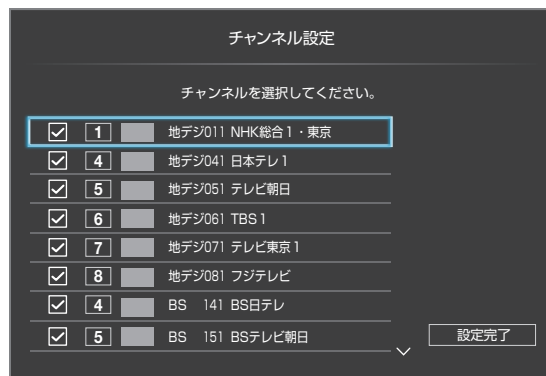 チャンネル設定
チャンネルを選択してください。
1 地デジ011 NHK総合1・東京
4 地デジ041 日本テレ1
5 地デジ051 テレビ朝日
6 地デジ061 TBS1
7 地デジ071 テレビ東京1
8 地デジ081 フジテレビ
4 BS 141 BS日テレ
5 BS 151 BSテレビ朝日
設定完了